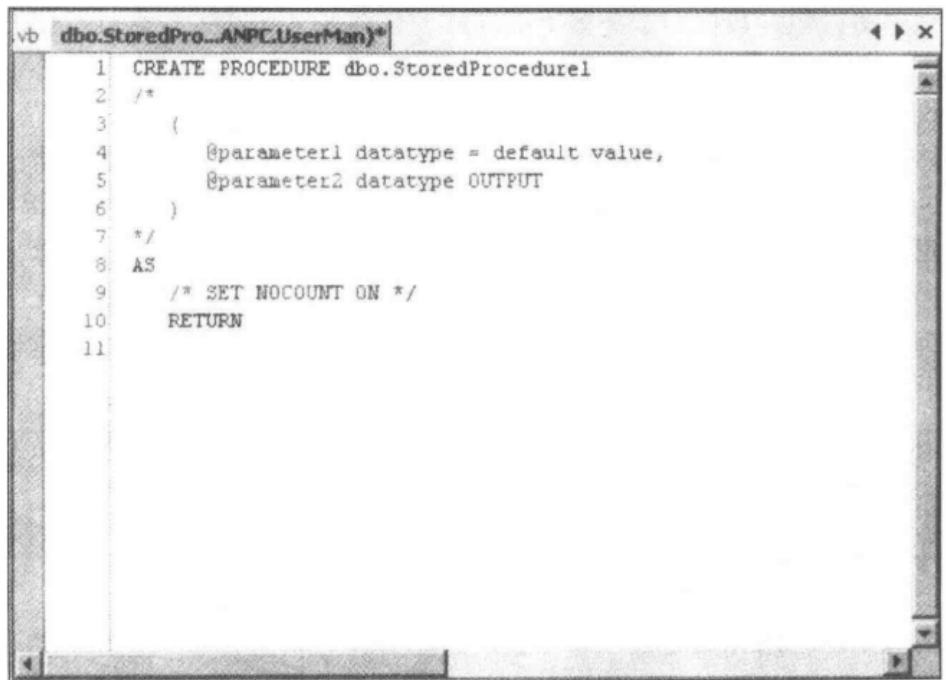 .vb dbo.StoredPro...ANPC.UserMan)*
1 CREATE PROCEDURE dbo.StoredProcedure1
2 /*
3 (
4 @parameter1 datatype = default value,
5 @parameter2 datatype OUTPUT
6 )
7 */
8 AS
9 /* SET NOCOUNT ON */
10 RETURN
11